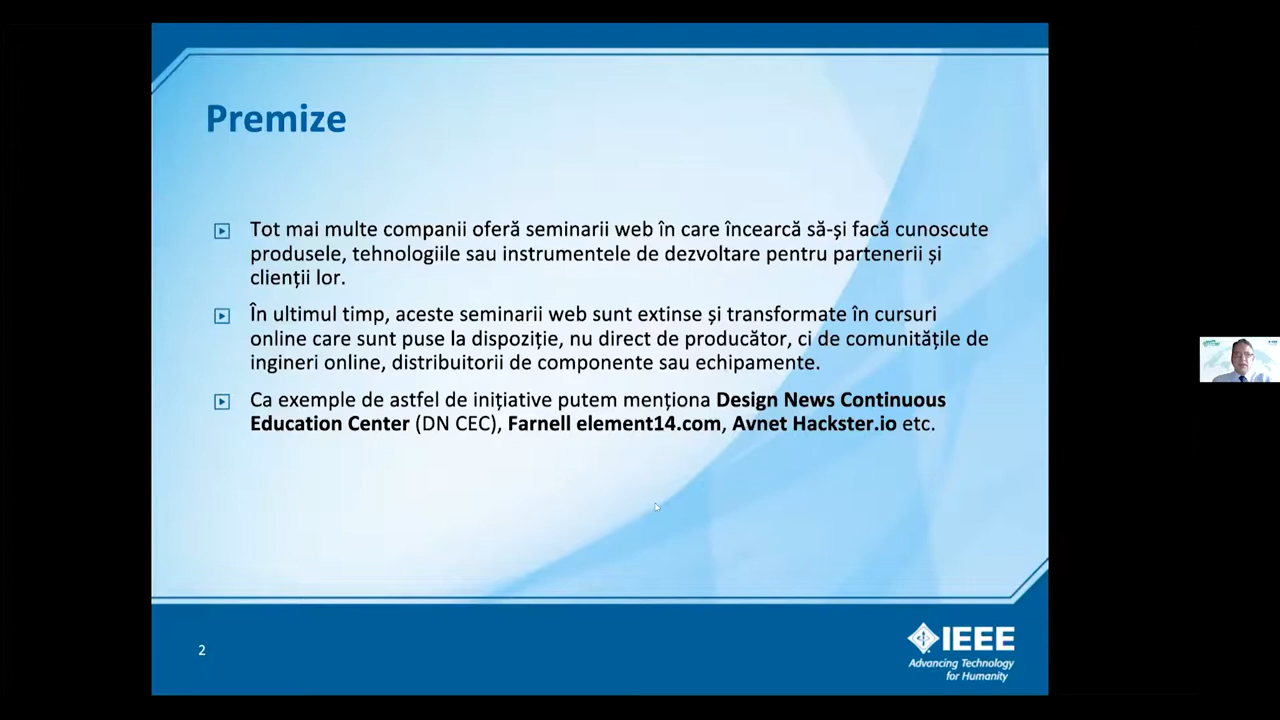 Premize
Tot mai multe companii oferă seminarii web în care încearcă să-și facă cunoscute
produsele, tehnologiile sau instrumentele de dezvoltare pentru partenerii și
clienții lor.
În ultimul timp, aceste seminarii web sunt extinse și transformate în cursuri
online care sunt puse la dispoziție, nu direct de producător, ci de comunitățile de
ingineri online, distribuitorii de componente sau echipamente.
Ca exemple de astfel de inițiative putem menționa Design News Continuous
Education Center (DN CEC), Farnell element14.com, Avnet Hackster.io etc.
2
IEEE
Advancing Technology
for Humanity